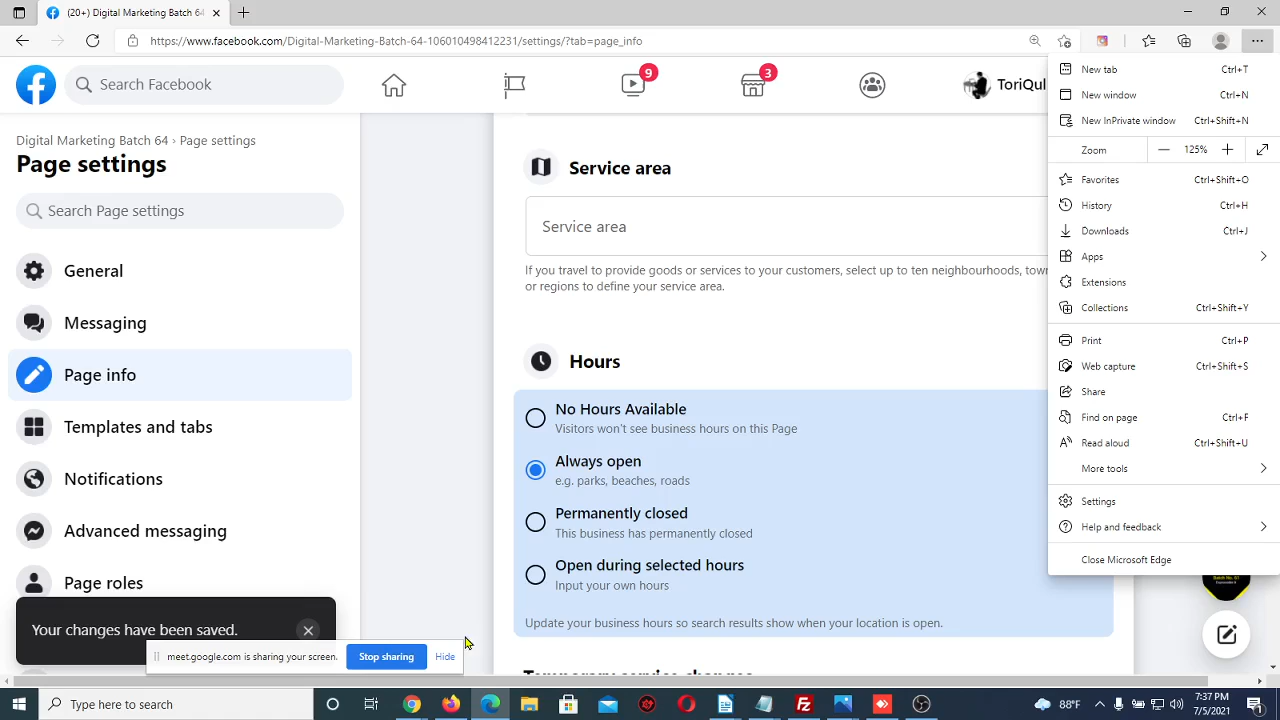 (20+) Digital Marketing Batch 64
https://www.facebook.com/Digital-Marketing-Batch-64-106010498412231/settings/?tab=page_info
Search Facebook
9
3
ToriQul
Digital Marketing Batch 64 › Page settings
Page settings
Search Page settings
General
Messaging
Page info
Templates and tabs
Notifications
Advanced messaging
Page roles
Your changes have been saved.
meet.google.com is sharing your screen.
Stop sharing
Hide
Service area
Service area
If you travel to provide goods or services to your customers, select up to ten neighbourhoods, tow
or regions to define your service area.
Hours
No Hours Available
Visitors won't see business hours on this Page
Always open
e.g. parks, beaches, roads
Permanently closed
This business has permanently closed
Open during selected hours
Input your own hours
Update your business hours so search results show when your location is open.
Temporary service changes
New tab Ctrl+T
New window Ctrl+N
New InPrivate window Ctrl+Shift+N
Zoom 125%
Favorites Ctrl+Shift+O
History Ctrl+H
Downloads Ctrl+J
Apps
Extensions
Collections Ctrl+Shift+Y
Print Ctrl+P
Web capture Ctrl+Shift+S
Share
Find on page Ctrl+F
Read aloud Ctrl+Shift+U
More tools
Settings
Help and feedback
Close Microsoft Edge
Batch No. 61
Type here to search
88°F
7:37 PM
7/5/2021